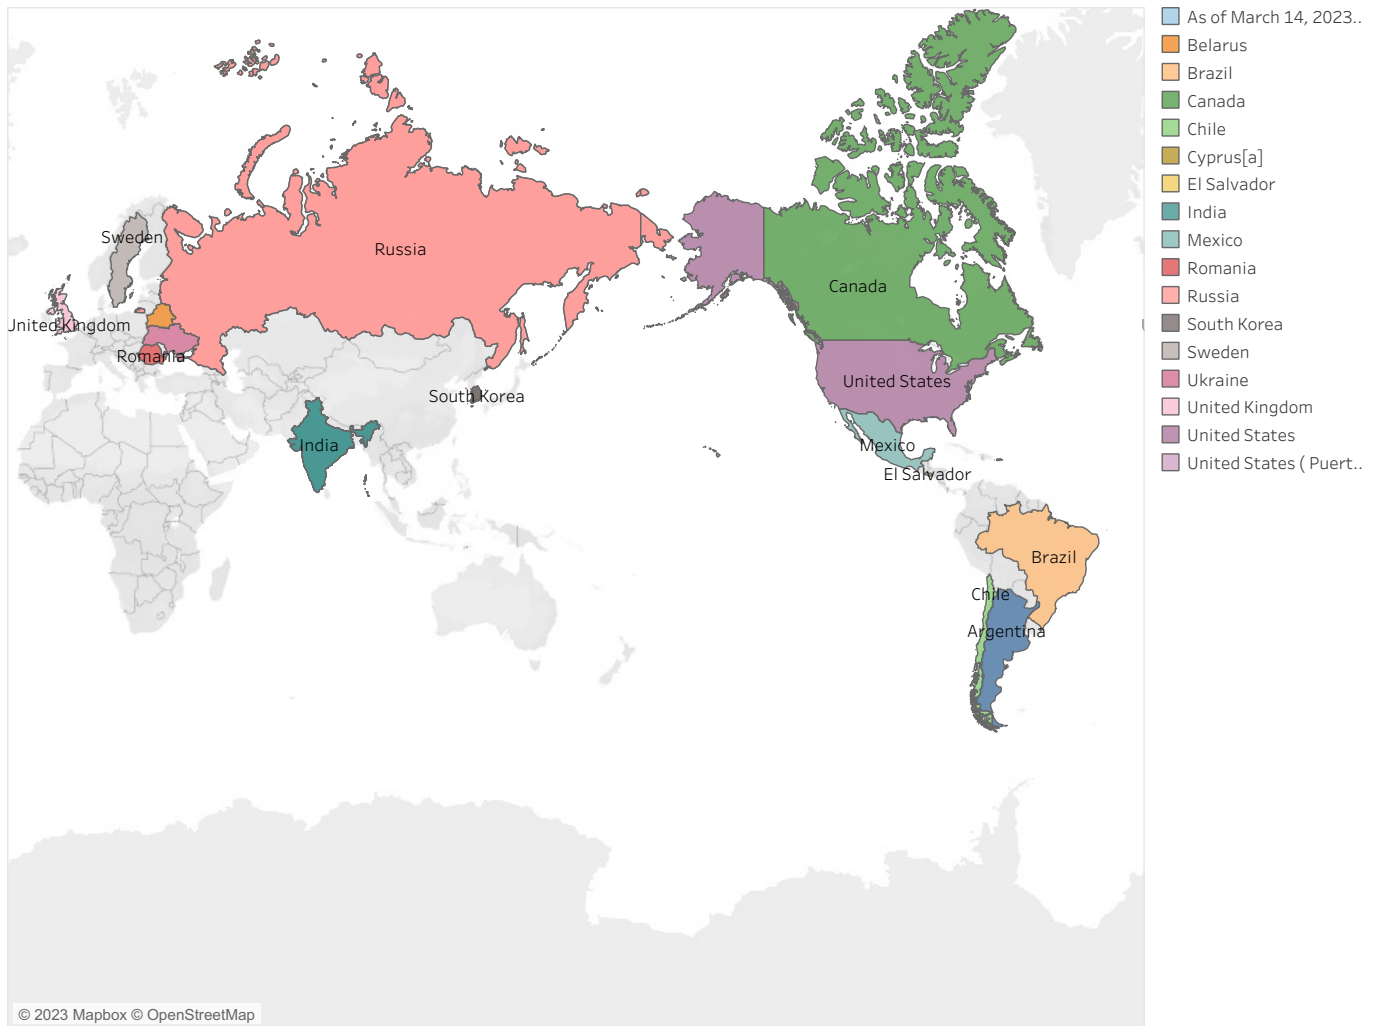 Sweden
Russia
United Kingdom
Romania
South Korea
India
Canada
United States
Mexico
El Salvador
Brazil
Chile
Argentina
© 2023 Mapbox © OpenStreetMap
As of March 14, 2023..
Belarus
Brazil
Canada
Chile
Cyprus[a]
El Salvador
India
Mexico
Romania
Russia
South Korea
Sweden
Ukraine
United Kingdom
United States
United States ( Puert..